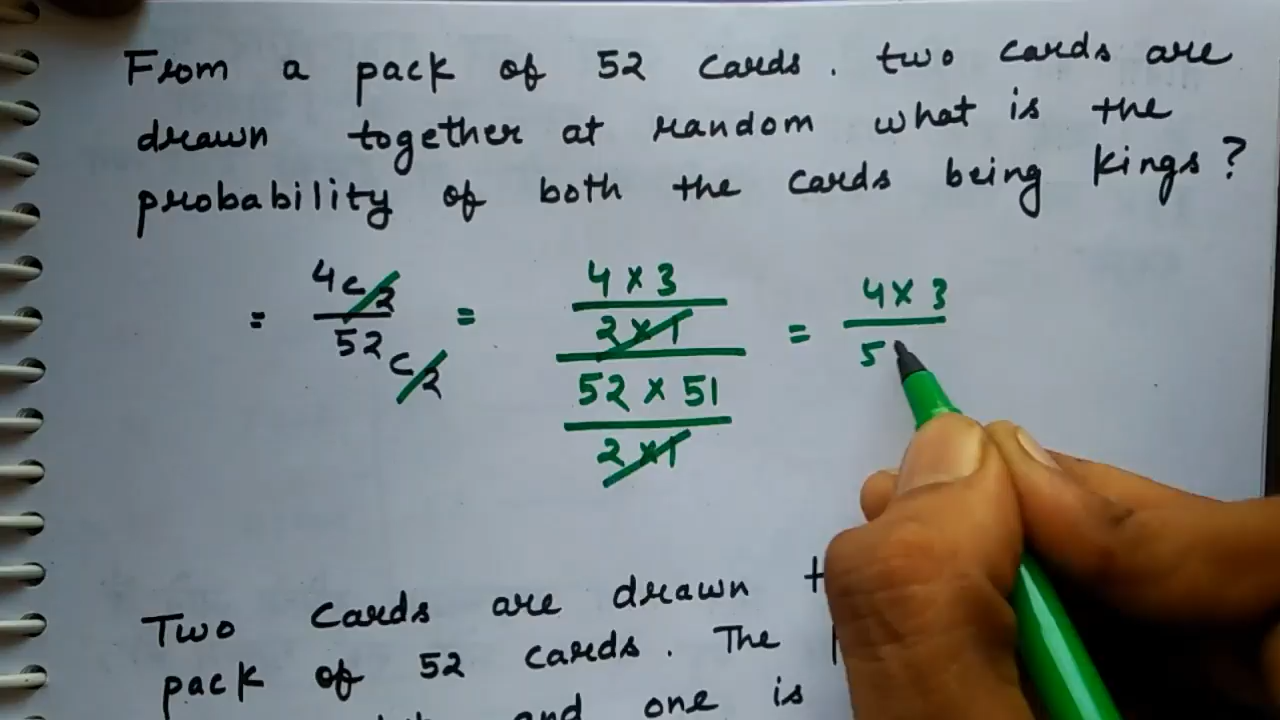 From a pack of 52 cards. two cards are
drawn together at random what is the
probability of both the cards being kings?
= 4c2 / 52c2 = (4 x 3 / 2 x 1) / (52 x 51 / 2 x 1) = 4 x 3 / 5
Two cards are drawn
pack of 52 cards. The
and one is